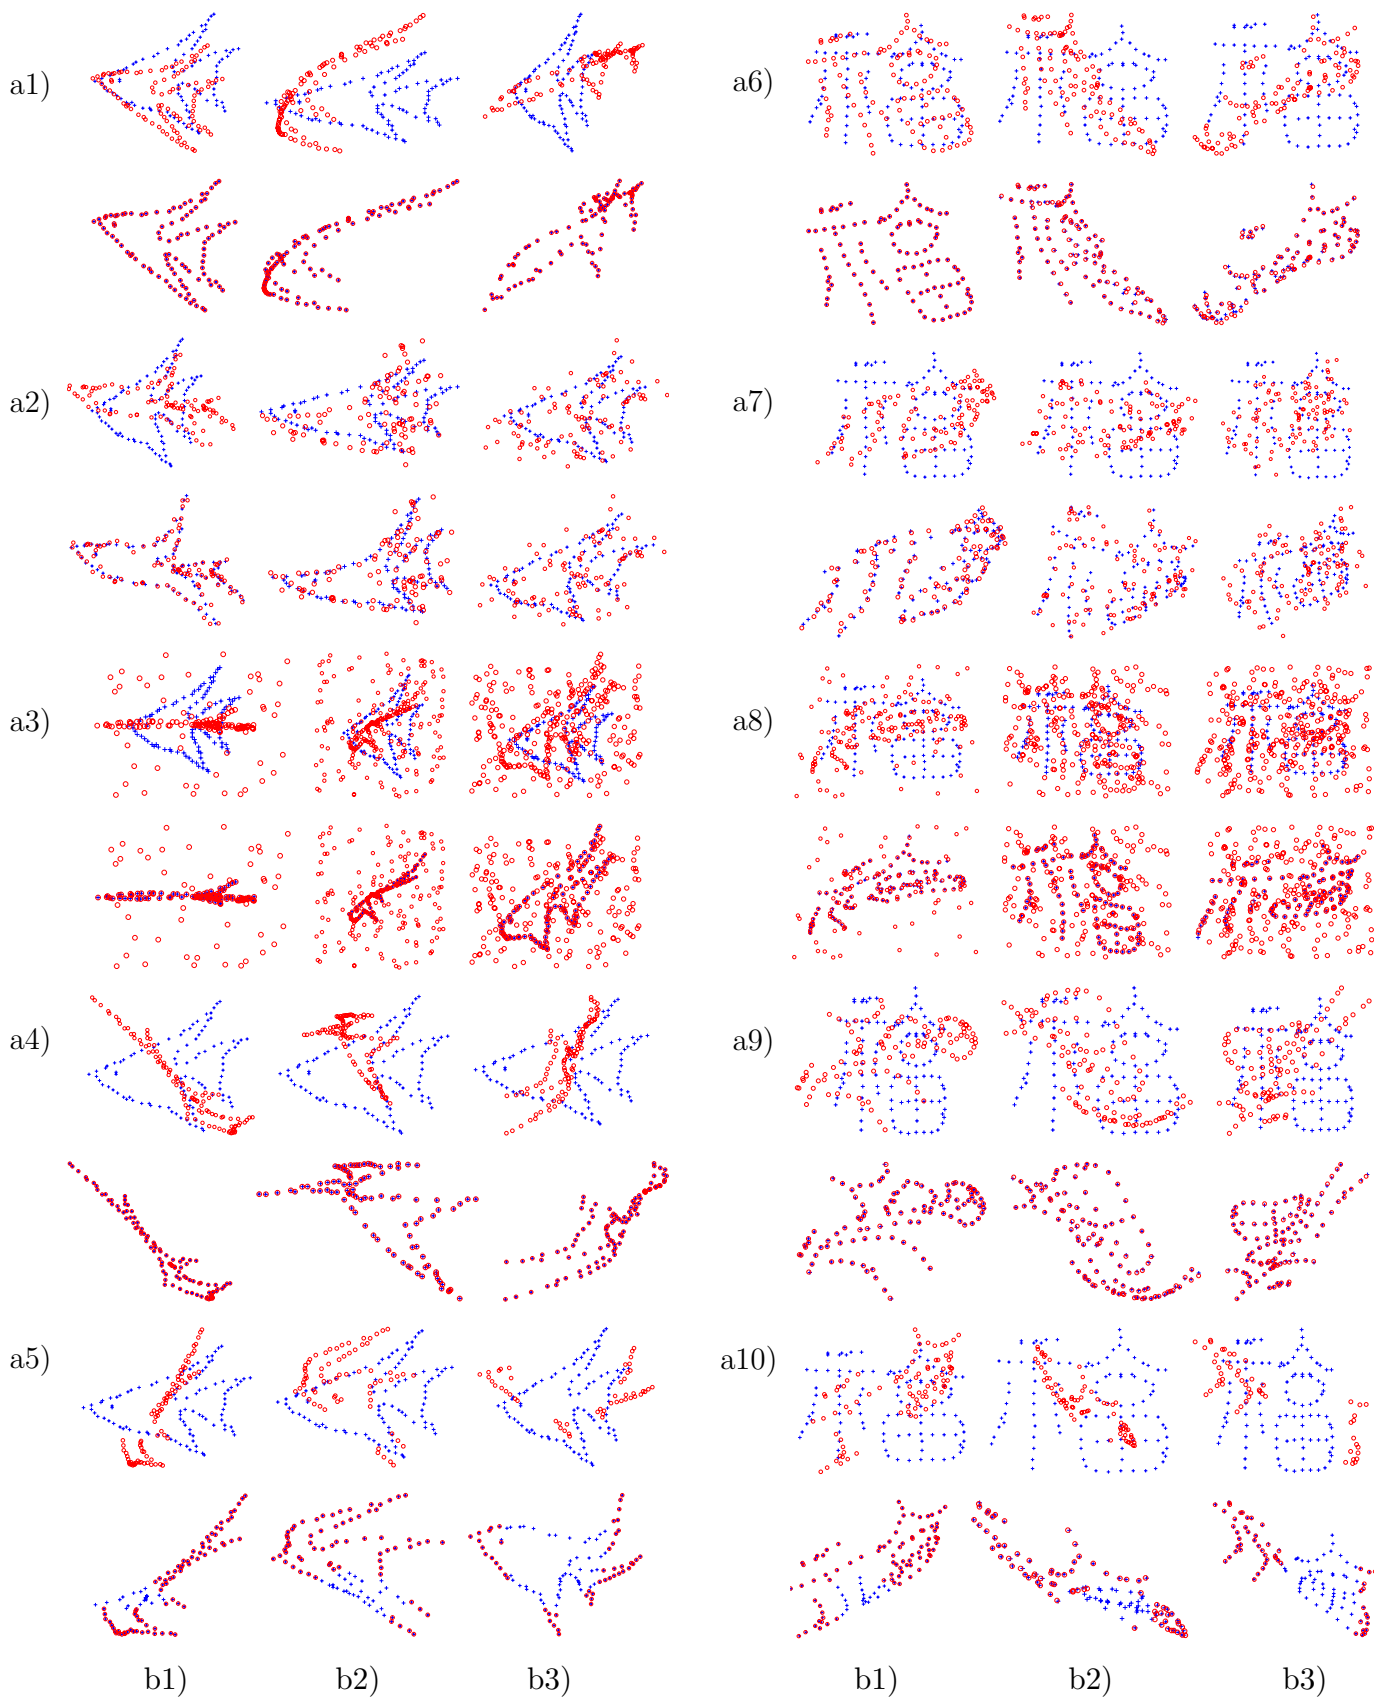 a1) a6)
a2) a7)
a3) a8)
a4) a9)
a5) a10)
b1) b2) b3) b1) b2) b3)